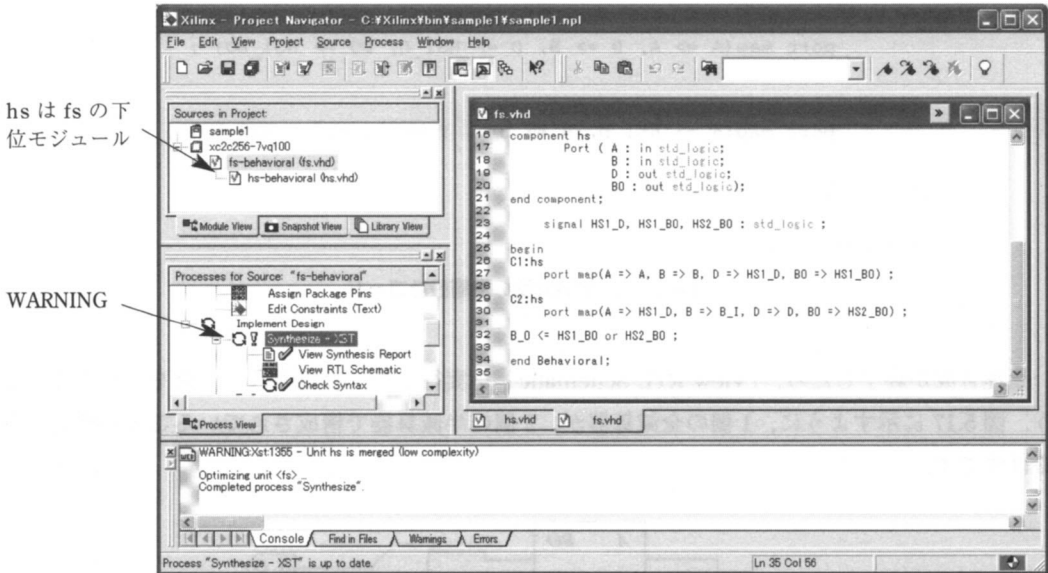 Xilinx - Project Navigator - C:¥Xilinx¥bin¥sample1¥sample1.npl
File Edit View Project Source Process Window Help
hs は fs の下
位モジュール
Sources in Project:
sample1
xc2c256-7vq100
fs-behavioral (fs.vhd)
hs-behavioral (hs.vhd)
Module View Snapshot View Library View
WARNING
Processes for Source: "fs-behavioral"
Assign Package Pins
Edit Constraints (Text)
Implement Design
Synthesize - XST
View Synthesis Report
View RTL Schematic
Check Syntax
Process View
fs.vhd
16 component hs
17 Port ( A : in std_logic;
18 B : in std_logic;
19 D : out std_logic;
20 BO : out std_logic);
21 end component;
22
23 signal HS1_D, HS1_BO, HS2_BO : std_logic ;
24
25 begin
26 C1:hs
27 port map(A => A, B => B, D => HS1_D, BO => HS1_BO) ;
28
29 C2:hs
30 port map(A => HS1_D, B => B_I, D => D, BO => HS2_BO) ;
31
32 B_O <= HS1_BO or HS2_BO ;
33
34 end Behavioral;
35
hs.vhd fs.vhd
WARNING:Xst:1355 - Unit hs is merged (low complexity)
Optimizing unit <fs> ...
Completed process "Synthesize".
Console Find in Files Warnings Errors
Process "Synthesize - XST" is up to date.
Ln 35 Col 56